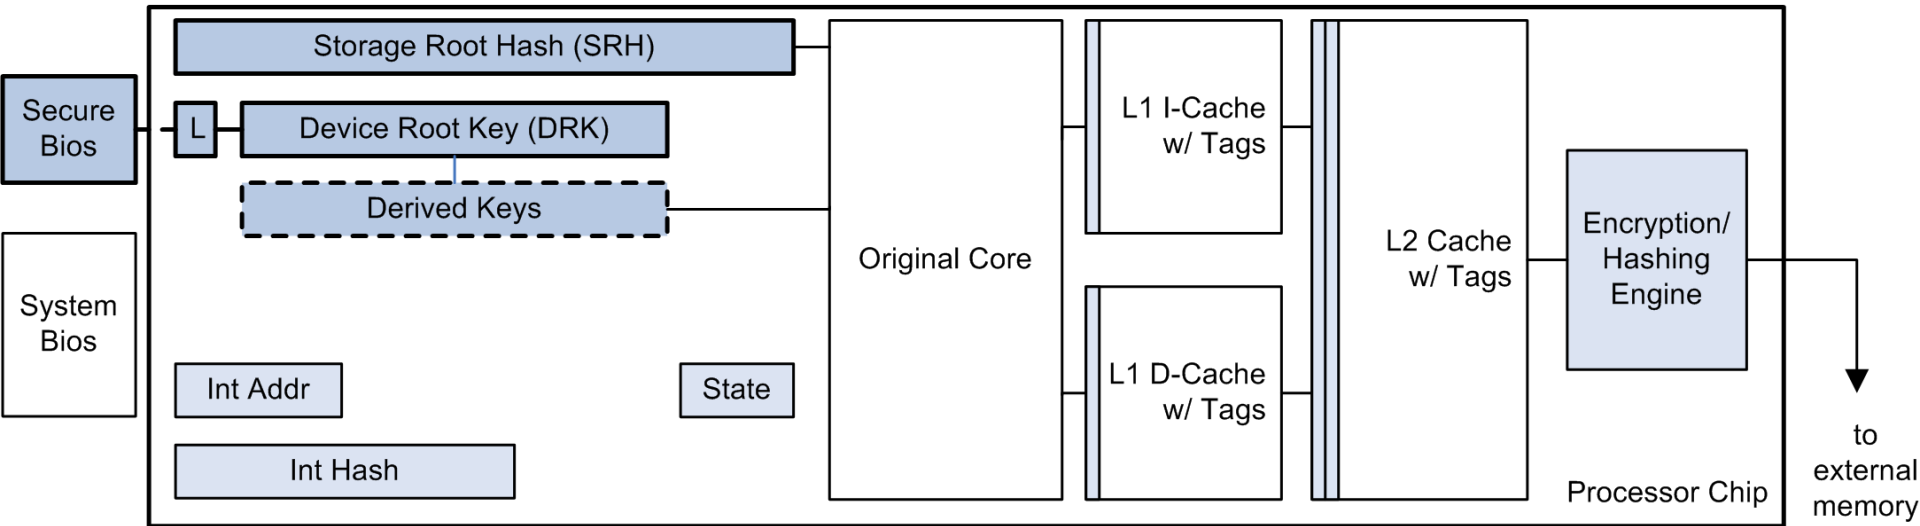 Storage Root Hash (SRH)
Secure
Bios
L
Device Root Key (DRK)
Derived Keys
System
Bios
Int Addr
State
Int Hash
Original Core
L1 I-Cache
w/ Tags
L1 D-Cache
w/ Tags
L2 Cache
w/ Tags
Encryption/
Hashing
Engine
Processor Chip
to
external
memory